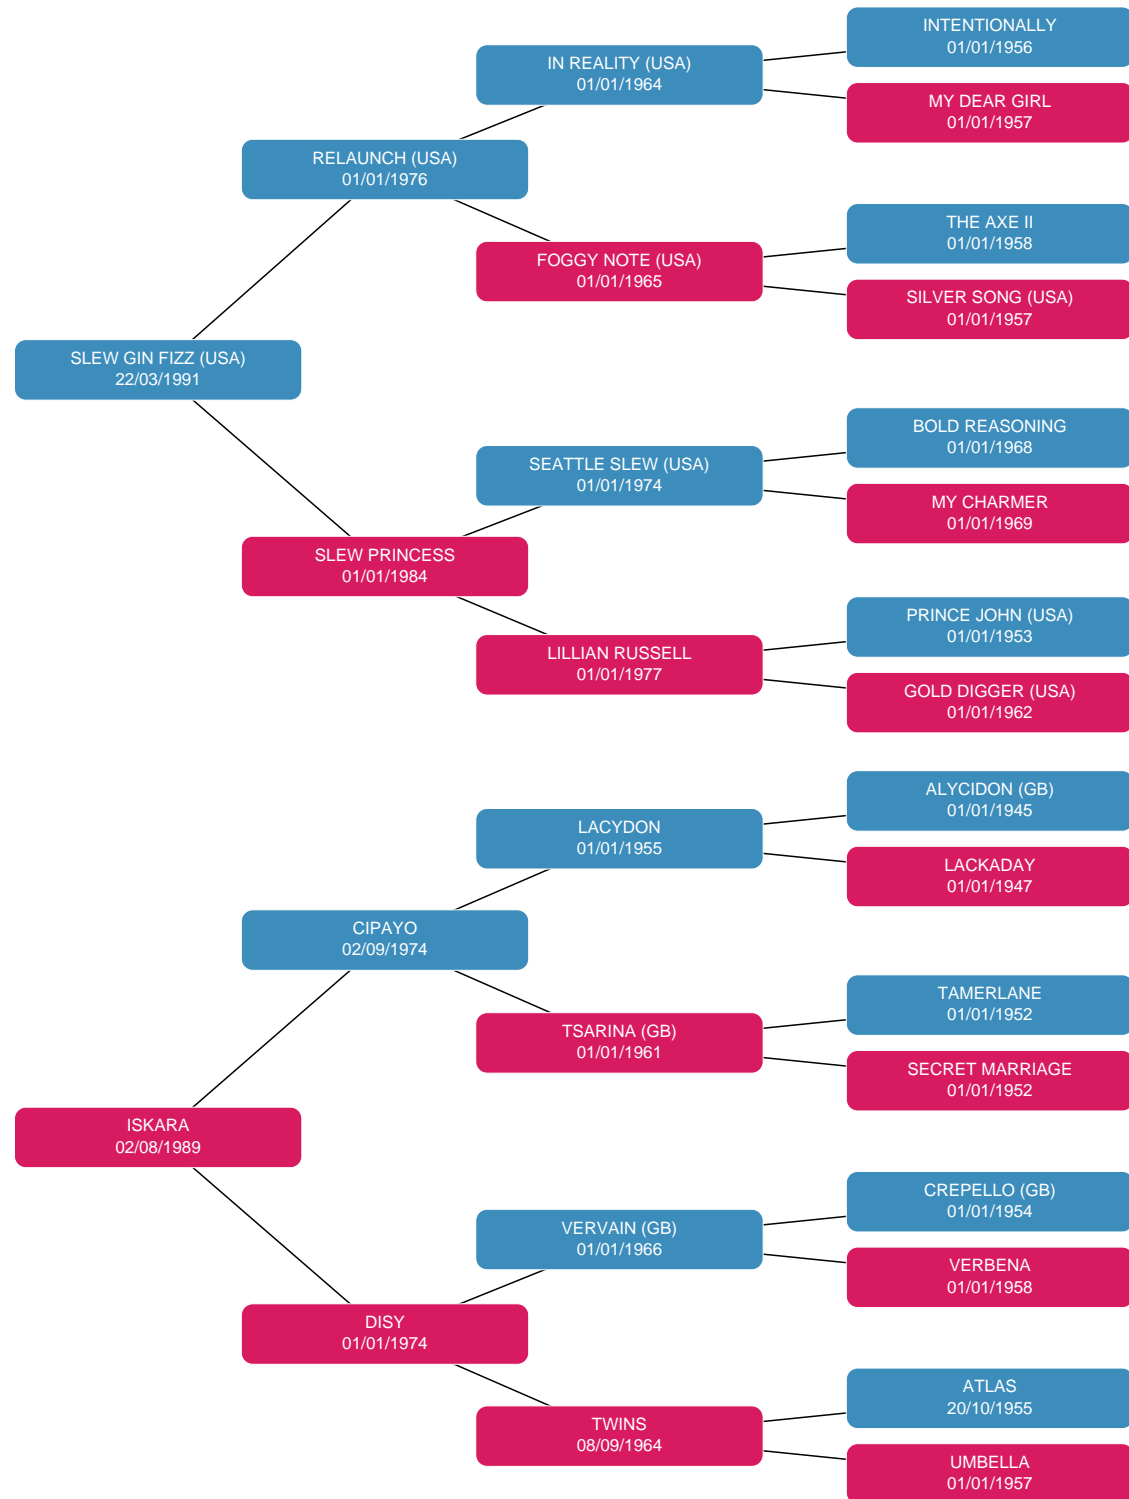 INTENTIONALLY
01/01/1956
IN REALITY (USA)
01/01/1964
MY DEAR GIRL
01/01/1957
RELAUNCH (USA)
01/01/1976
THE AXE II
01/01/1958
FOGGY NOTE (USA)
01/01/1965
SILVER SONG (USA)
01/01/1957
SLEW GIN FIZZ (USA)
22/03/1991
BOLD REASONING
01/01/1968
SEATTLE SLEW (USA)
01/01/1974
MY CHARMER
01/01/1969
SLEW PRINCESS
01/01/1984
PRINCE JOHN (USA)
01/01/1953
LILLIAN RUSSELL
01/01/1977
GOLD DIGGER (USA)
01/01/1962
ALYCIDON (GB)
01/01/1945
LACYDON
01/01/1955
LACKADAY
01/01/1947
CIPAYO
02/09/1974
TAMERLANE
01/01/1952
TSARINA (GB)
01/01/1961
SECRET MARRIAGE
01/01/1952
ISKARA
02/08/1989
CREPELLO (GB)
01/01/1954
VERVAIN (GB)
01/01/1966
VERBENA
01/01/1958
DISY
01/01/1974
ATLAS
20/10/1955
TWINS
08/09/1964
UMBELLA
01/01/1957